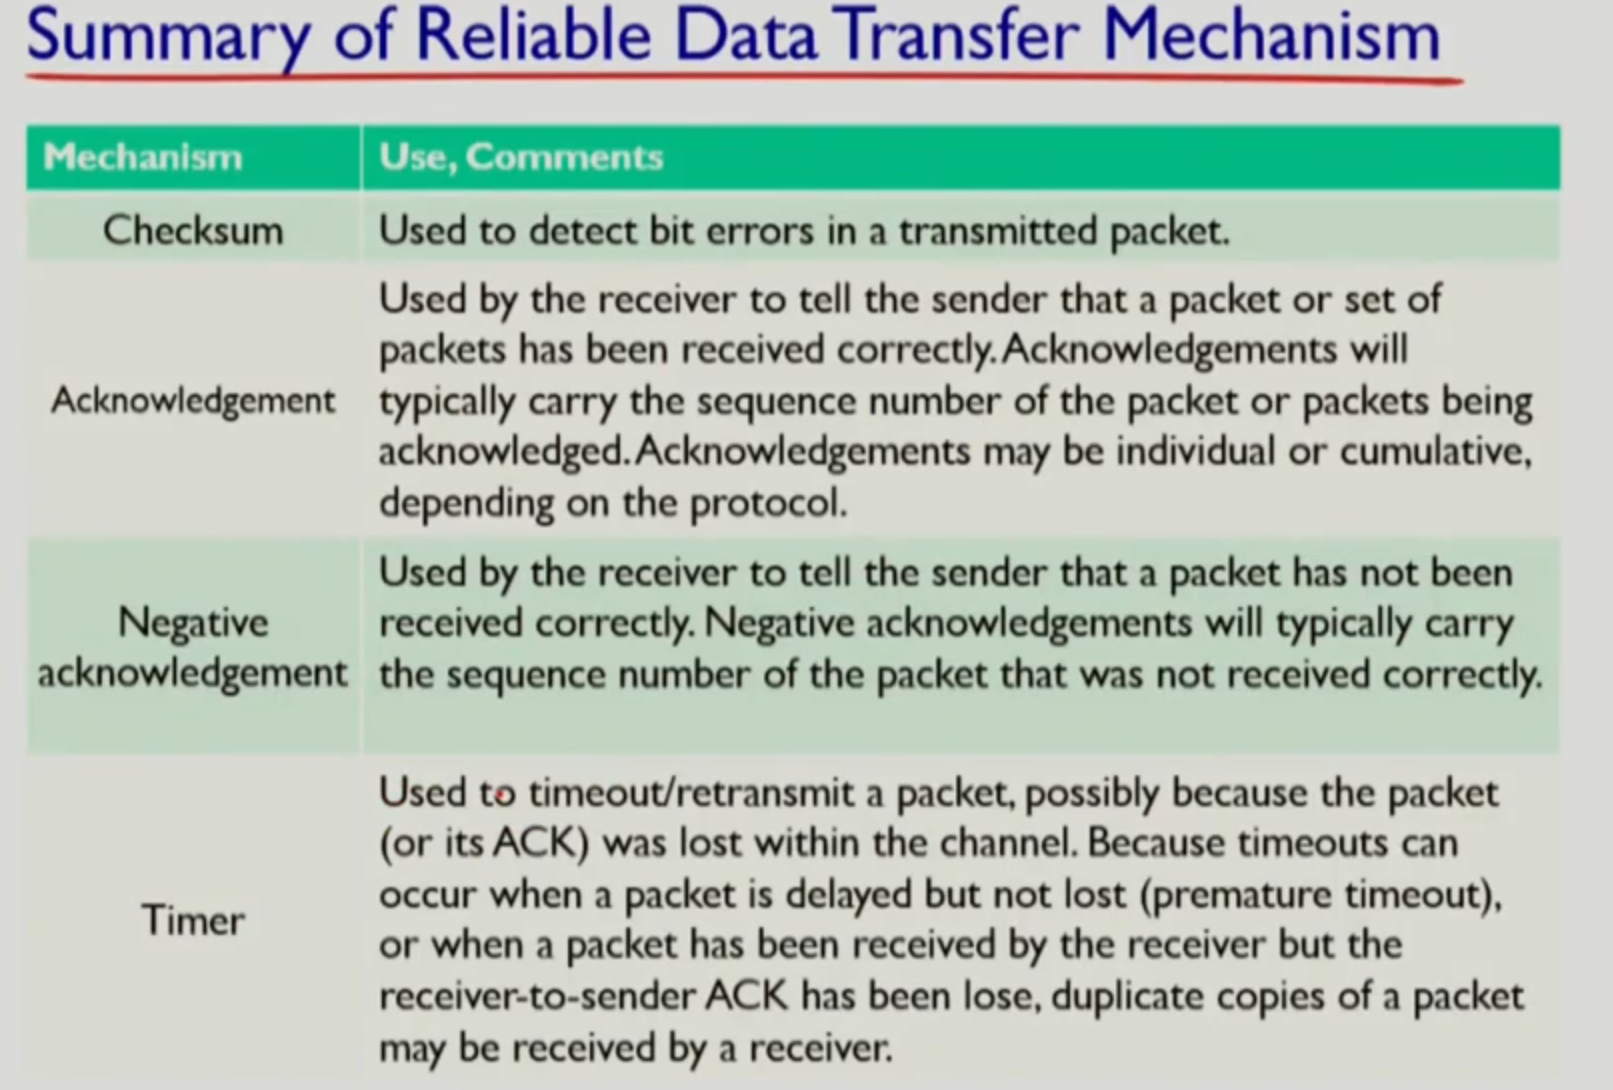 Summary of Reliable Data Transfer Mechanism
Mechanism
Use, Comments
Checksum
Used to detect bit errors in a transmitted packet.
Acknowledgement
Used by the receiver to tell the sender that a packet or set of
packets has been received correctly. Acknowledgements will
typically carry the sequence number of the packet or packets being
acknowledged. Acknowledgements may be individual or cumulative,
depending on the protocol.
Negative
acknowledgement
Used by the receiver to tell the sender that a packet has not been
received correctly. Negative acknowledgements will typically carry
the sequence number of the packet that was not received correctly.
Timer
Used to timeout/retransmit a packet, possibly because the packet
(or its ACK) was lost within the channel. Because timeouts can
occur when a packet is delayed but not lost (premature timeout),
or when a packet has been received by the receiver but the
receiver-to-sender ACK has been lose, duplicate copies of a packet
may be received by a receiver.